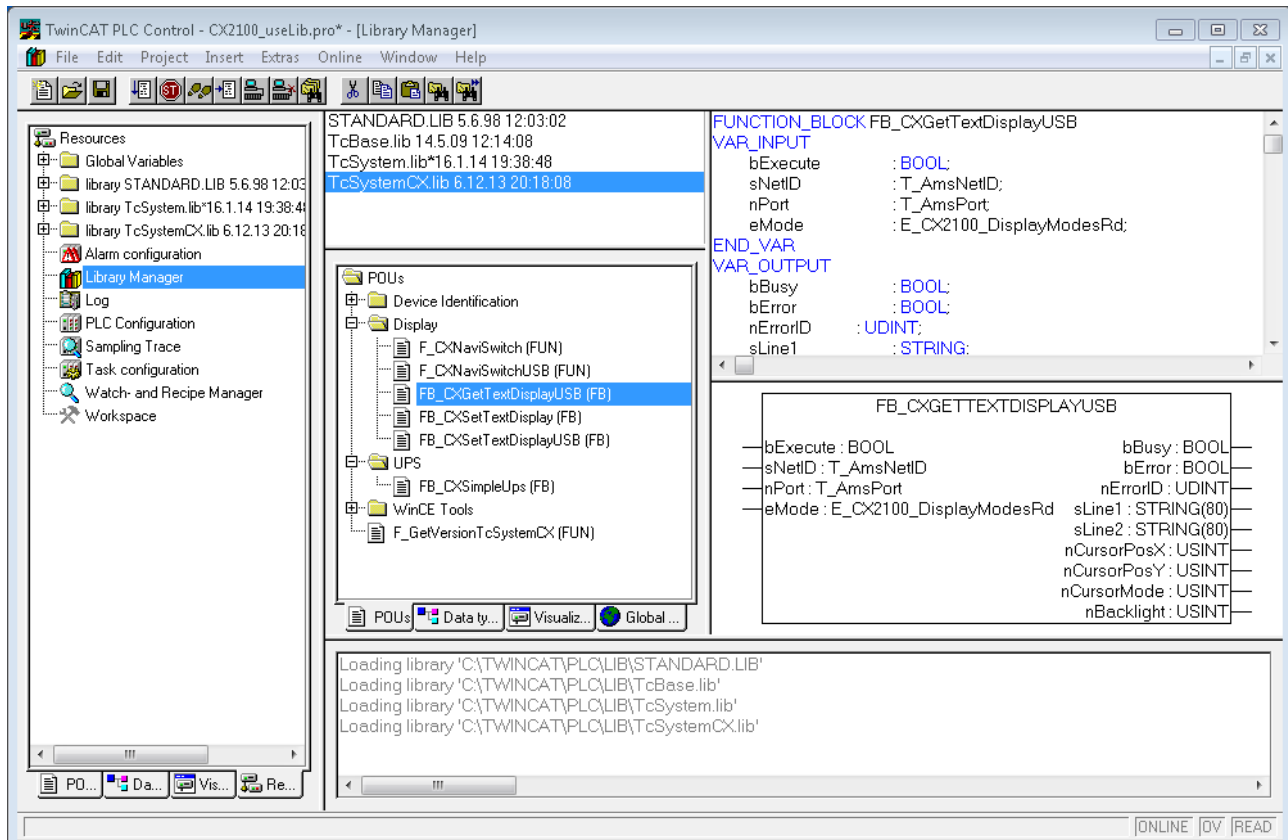 TwinCAT PLC Control - CX2100_useLib.pro* - [Library Manager]
File Edit Project Insert Extras Online Window Help
Resources
Global Variables
library STANDARD.LIB 5.6.98 12:03
library TcSystem.lib*16.1.14 19:38:4
library TcSystemCX.lib 6.12.13 20:18
Alarm configuration
Library Manager
Log
PLC Configuration
Sampling Trace
Task configuration
Watch- and Recipe Manager
Workspace
PO... Da... Vis... Re...
STANDARD.LIB 5.6.98 12:03:02
TcBase.lib 14.5.09 12:14:08
TcSystem.lib*16.1.14 19:38:48
TcSystemCX.lib 6.12.13 20:18:08
POUs
Device Identification
Display
F_CXNaviSwitch (FUN)
F_CXNaviSwitchUSB (FUN)
FB_CXGetTextDisplayUSB (FB)
FB_CXSetTextDisplay (FB)
FB_CXSetTextDisplayUSB (FB)
UPS
FB_CXSimpleUps (FB)
WinCE Tools
F_GetVersionTcSystemCX (FUN)
POUs Data ty... Visualiz... Global ...
FUNCTION_BLOCK FB_CXGetTextDisplayUSB
VAR_INPUT
bExecute : BOOL;
sNetID : T_AmsNetID;
nPort : T_AmsPort;
eMode : E_CX2100_DisplayModesRd;
END_VAR
VAR_OUTPUT
bBusy : BOOL;
bError : BOOL;
nErrorID : UDINT;
sLine1 : STRING;
FB_CXGETTEXTDISPLAYUSB
bExecute : BOOL bBusy : BOOL
sNetID : T_AmsNetID bError : BOOL
nPort : T_AmsPort nErrorID : UDINT
eMode : E_CX2100_DisplayModesRd sLine1 : STRING(80)
sLine2 : STRING(80)
nCursorPosX : USINT
nCursorPosY : USINT
nCursorMode : USINT
nBacklight : USINT
Loading library 'C:\TWINCAT\PLC\LIB\STANDARD.LIB'
Loading library 'C:\TWINCAT\PLC\LIB\TcBase.lib'
Loading library 'C:\TWINCAT\PLC\LIB\TcSystem.lib'
Loading library 'C:\TWINCAT\PLC\LIB\TcSystemCX.lib'
ONLINE OV READ